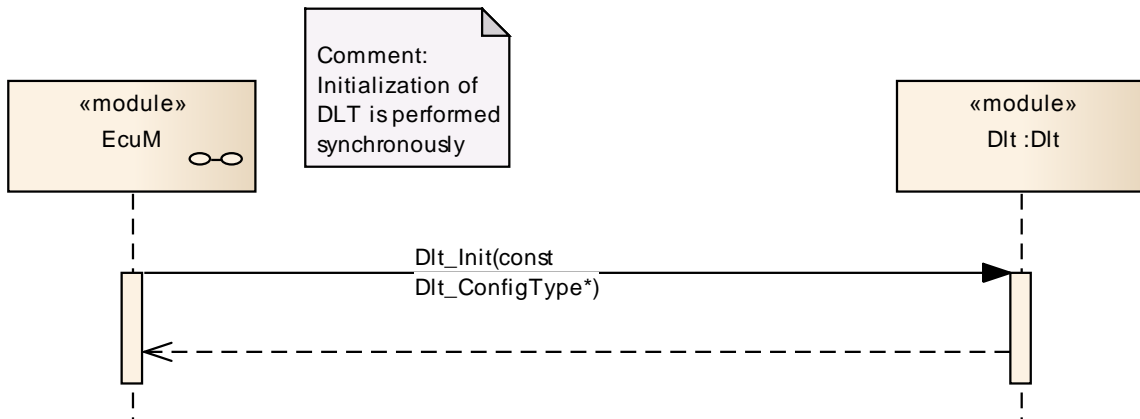 Comment:
Initialization of
DLT is performed
synchronously
«module»
EcuM
«module»
Dlt :Dlt
Dlt_Init(const
Dlt_ConfigType*)